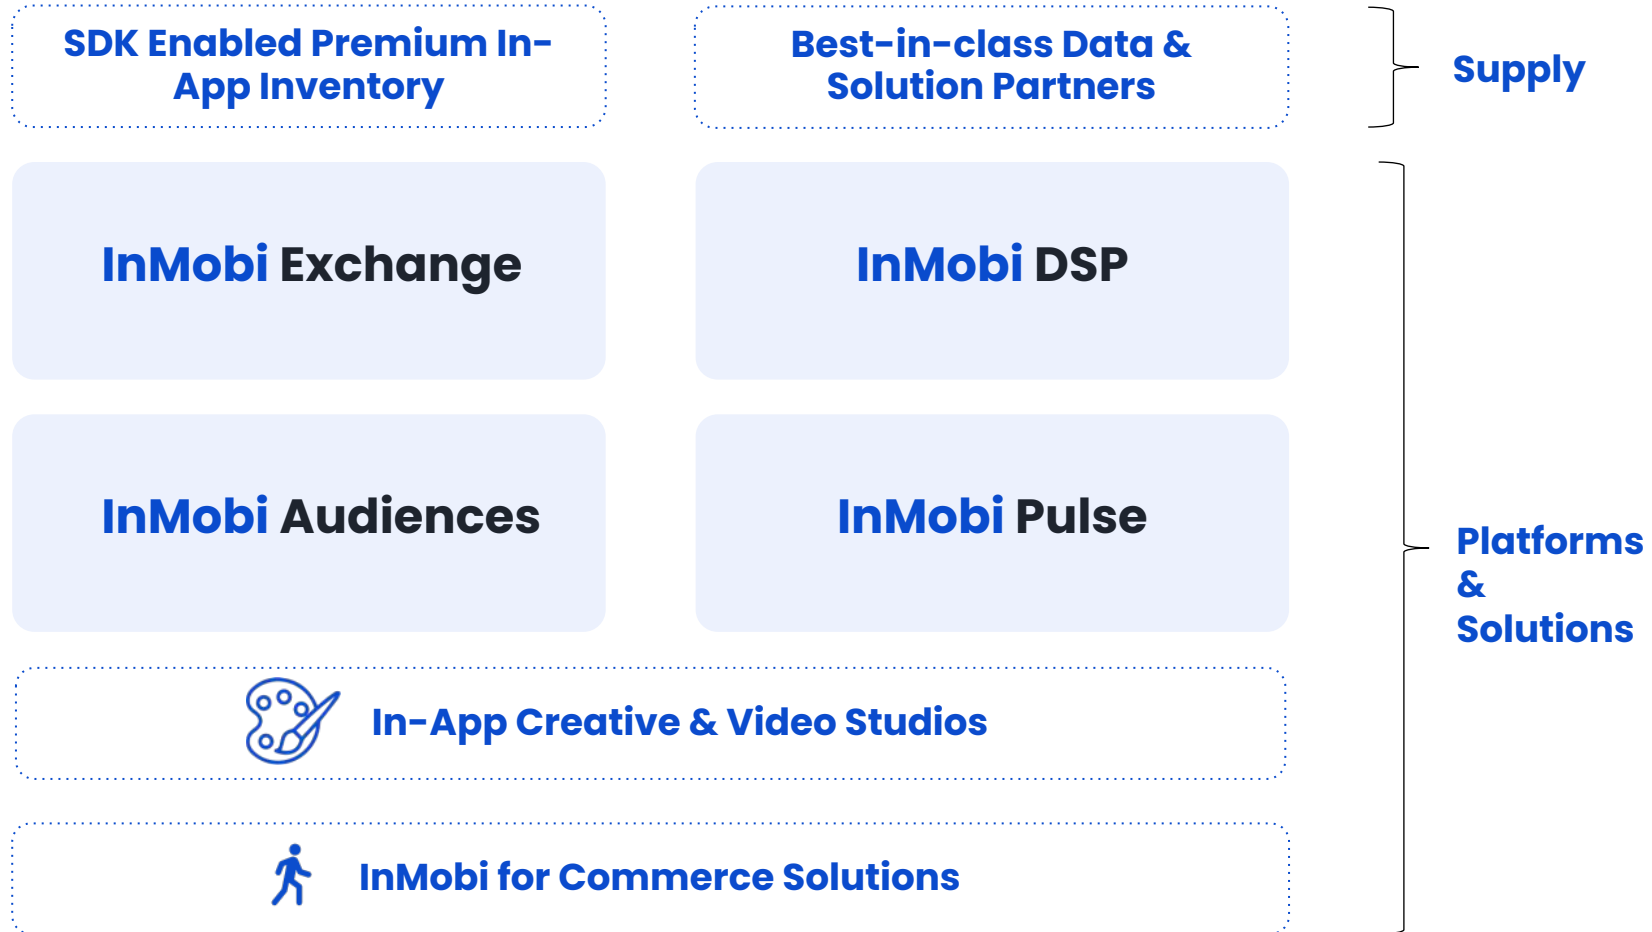 SDK Enabled Premium In-
App Inventory
Best-in-class Data &
Solution Partners
Supply
InMobi Exchange
InMobi DSP
InMobi Audiences
InMobi Pulse
Platforms
&
Solutions
In-App Creative & Video Studios
InMobi for Commerce Solutions